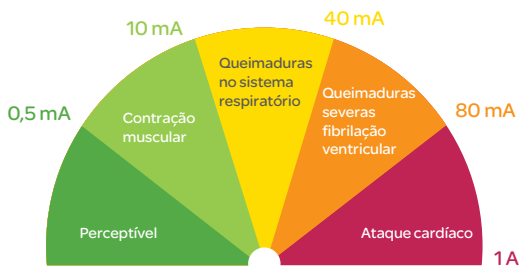 10 mA
40 mA
0,5 mA
80 mA
Queimaduras
no sistema
respiratório
Contração
muscular
Queimaduras
severas
fibrilação
ventricular
Perceptível
Ataque cardíaco
1 A